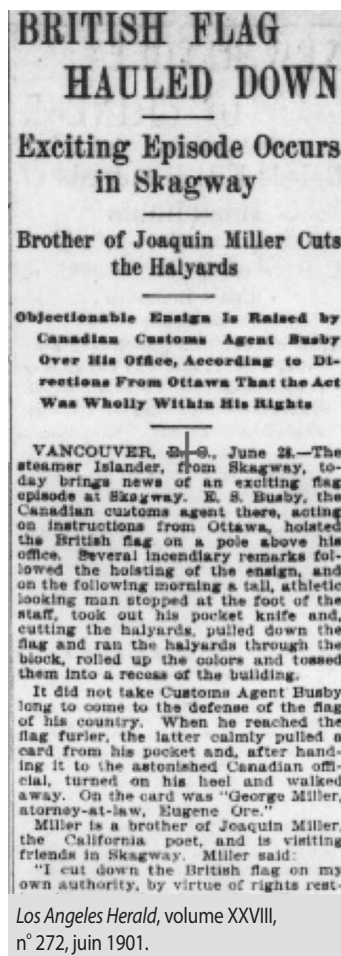 BRITISH FLAG
HAULED DOWN
Exciting Episode Occurs
in Skagway
Brother of Joaquin Miller Cuts
the Halyards
Objectionable Ensign Is Raised by
Canadian Customs Agent Busby
Over His Office, According to Di-
rections From Ottawa That the Act
Was Wholly Within His Rights
VANCOUVER, B. C., June 28.—The
steamer Islander, from Skagway, to-
day brings news of an exciting flag
episode at Skagway. E. S. Busby, the
Canadian customs agent there, acting
on instructions from Ottawa, hoisted
the British flag on a pole above his
office. Several incendiary remarks fol-
lowed the hoisting of the ensign, and
on the following morning a tall, athletic
looking man stopped at the foot of the
staff, took out his pocket knife and,
cutting the halyards, pulled down the
flag and ran the halyards through the
block, rolled up the colors and tossed
them into a recess of the building.
It did not take Customs Agent Busby
long to come to the defense of the flag
of his country. When he reached the
flag furler, the latter calmly pulled a
card from his pocket and, after hand-
ing it to the astonished Canadian offi-
cial, turned on his heel and walked
away. On the card was "George Miller,
atorney-at-law, Eugene Ore."
Miller is a brother of Joaquin Miller,
the California poet, and is visiting
friends in Skagway. Miller said:
"I cut down the British flag on my
own authority, by virtue of rights rest-
Los Angeles Herald, volume XXVIII,
n° 272, juin 1901.